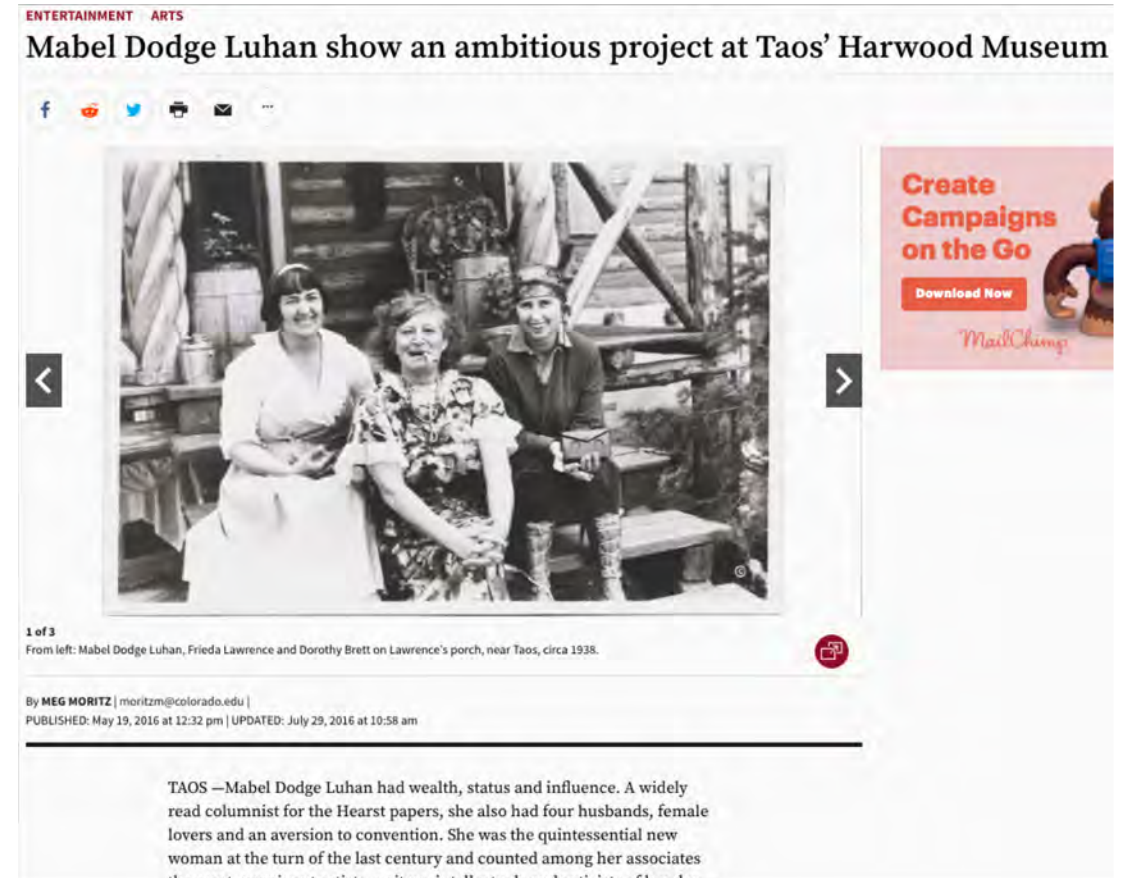 ENTERTAINMENT ARTS
Mabel Dodge Luhan show an ambitious project at Taos’ Harwood Museum
Create
Campaigns
on the Go
Download Now
MailChimp
©
1 of 3
From left: Mabel Dodge Luhan, Frieda Lawrence and Dorothy Brett on Lawrence's porch, near Taos, circa 1938.
By MEG MORITZ | moritzm@colorado.edu |
PUBLISHED: May 19, 2016 at 12:32 pm | UPDATED: July 29, 2016 at 10:58 am
TAOS —Mabel Dodge Luhan had wealth, status and influence. A widely
read columnist for the Hearst papers, she also had four husbands, female
lovers and an aversion to convention. She was the quintessential new
woman at the turn of the last century and counted among her associates